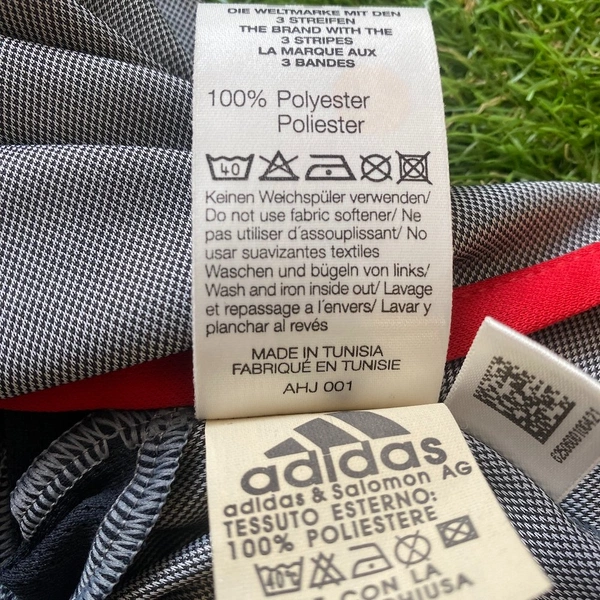 DIE WELTMARKE MIT DEN
3 STREIFEN
THE BRAND WITH THE
3 STRIPES
LA MARQUE AUX
3 BANDES
100% Polyester
Poliester
40
Keinen Weichspüler verwenden/
Do not use fabric softener/ Ne
pas utiliser d´assouplissant/ No
usar suavizantes textiles
Waschen und bügeln von links/
Wash and iron inside out/ Lavage
et repassage a l´envers/ Lavar y
planchar al revés
MADE IN TUNISIA
FABRIQUÉ EN TUNISIE
AHJ 001
adidas
adidas & Salomon AG
TESSUTO ESTERNO:
100% POLIESTERE
40°
CON LA